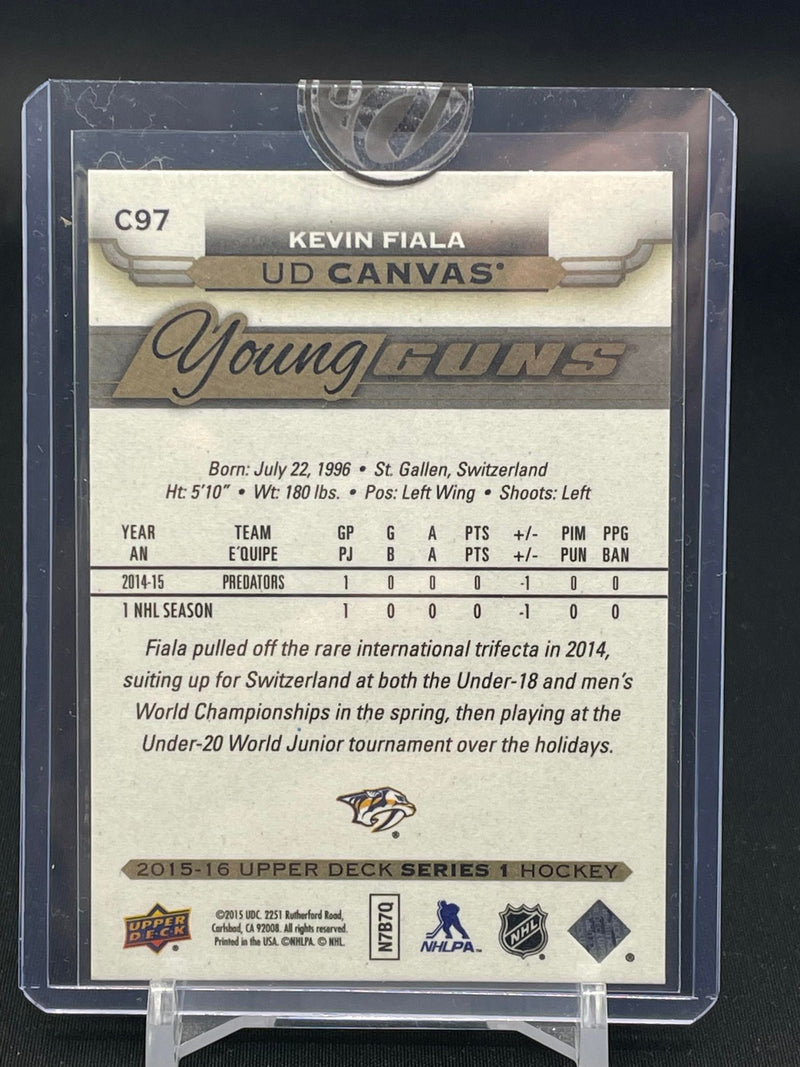 C97
KEVIN FIALA
UD CANVAS
Young GUNS
Born: July 22, 1996 • St. Gallen, Switzerland
Ht: 5'10" • Wt: 180 lbs. • Pos: Left Wing • Shoots: Left
YEAR TEAM GP G A PTS +/- PIM PPG
AN E'QUIPE PJ B A PTS +/- PUN BAN
2014-15 PREDATORS 1 0 0 0 -1 0 0
1 NHL SEASON 1 0 0 0 -1 0 0
Fiala pulled off the rare international trifecta in 2014,
suiting up for Switzerland at both the Under-18 and men's
World Championships in the spring, then playing at the
Under-20 World Junior tournament over the holidays.
2015-16 UPPER DECK SERIES 1 HOCKEY
UPPER DECK
©2015 UDC. 2251 Rutherford Road,
Carlsbad, CA 92008. All rights reserved.
Printed in the USA. ©NHLPA. © NHL.
N7B7Q
NHLPA™
NHL